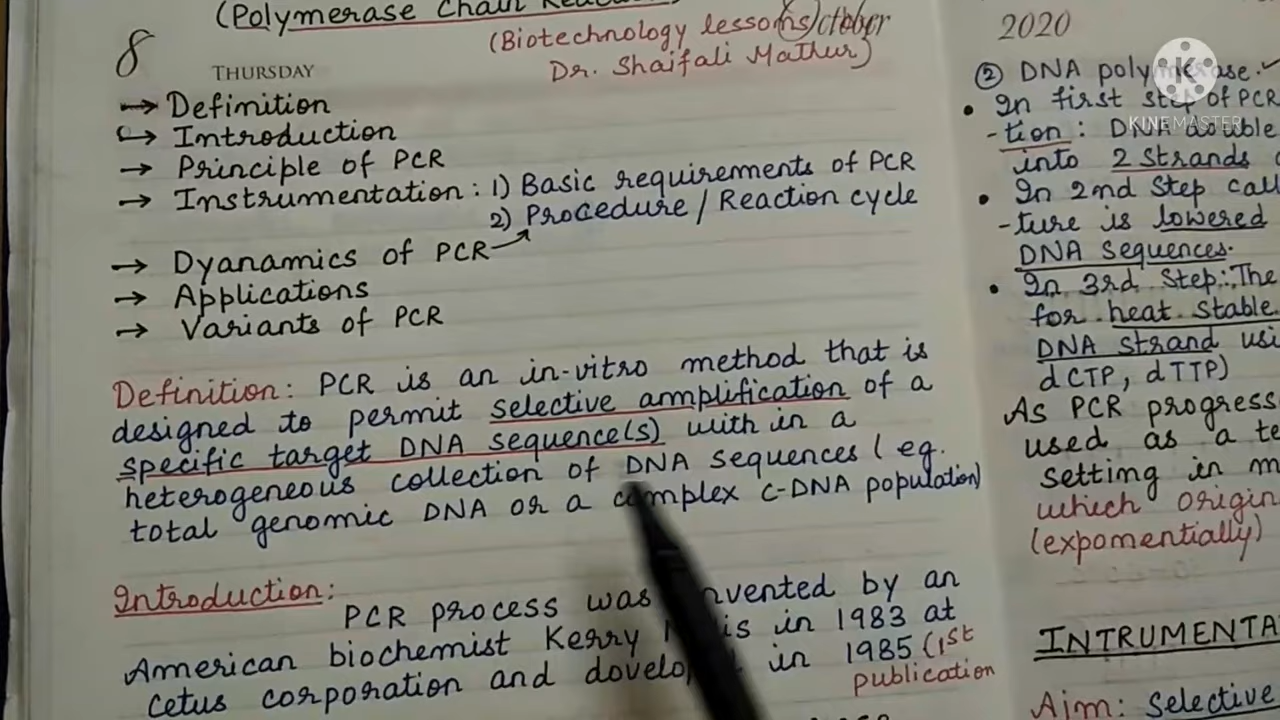 (Polymerase Chain
8
THURSDAY
(Biotechnology lessons) October
Dr. Shaifali Mathur)
→ Definition
→ Introduction
→ Principle of PCR
→ Instrumentation : 1) Basic requirements of PCR
2) Procedure / Reaction cycle
→ Dyanamics of PCR
→ Applications
→ Variants of PCR
Definition: PCR is an in-vitro method that is
designed to permit selective amplification of a
specific target DNA sequence(s) with in a
heterogeneous collection of DNA sequences (eg.
total genomic DNA or a complex c-DNA population)
Introduction:
PCR process was invented by an
American biochemist Kerry in 1983 at
Cetus corporation and in 1985 (1st
publication
2020
② DNA polymerase.
• In first step of PCR
-tion : DNA double
into 2 strands
• In 2nd Step
-ture is lowered
DNA sequences.
• In 3rd Step: The
for heat stable
DNA strand
dCTP, dTTP)
As PCR
used as a
setting in
which
(expomentially)
INTRUMENTA
Aim: Selective
KINEMASTER